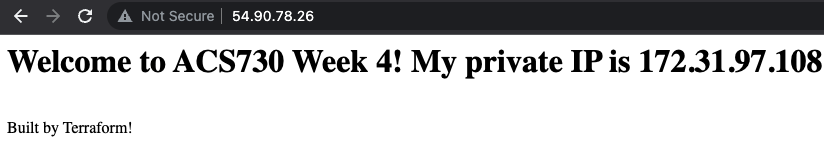 Not Secure | 54.90.78.26
Welcome to ACS730 Week 4! My private IP is 172.31.97.108
Built by Terraform!